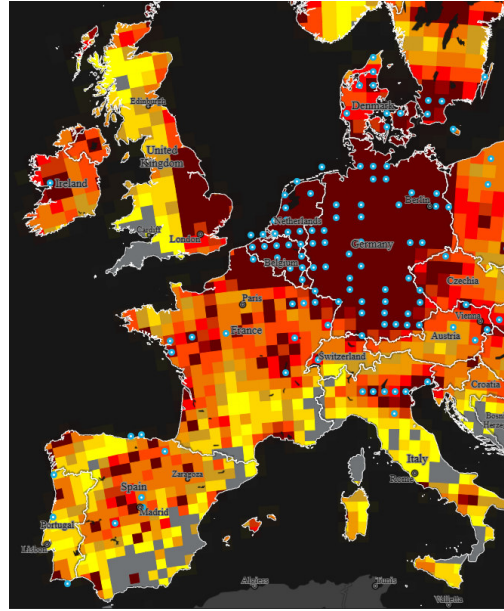 Edinburgh
Denmark
United
Kingdom
Ireland
Berlin
Cardiff
London
Netherlands
Germany
Belgium
Czechia
Paris
Vienna
France
Austria
Switzerland
Croatia
Italy
Rome
Zaragoza
Spain
Madrid
Portugal
Lisbon
Algiers
Tunis
Valletta